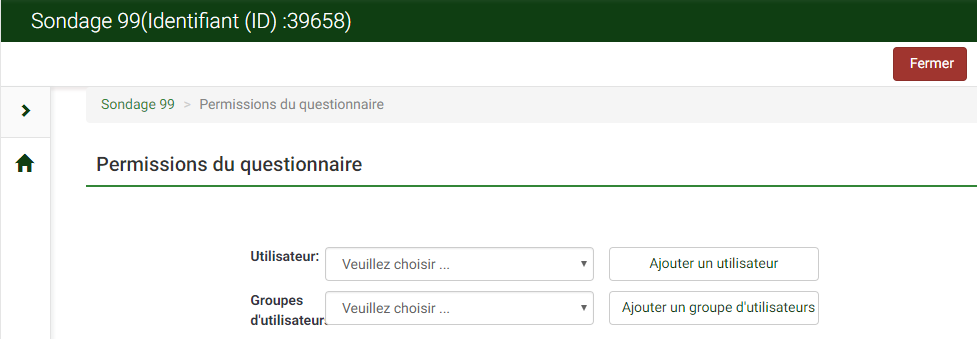 Sondage 99(Identifiant (ID) :39658)
Fermer
Sondage 99 > Permissions du questionnaire
Permissions du questionnaire
Utilisateur: Veuillez choisir ... Ajouter un utilisateur
Groupes
d'utilisateurs Veuillez choisir ... Ajouter un groupe d'utilisateurs